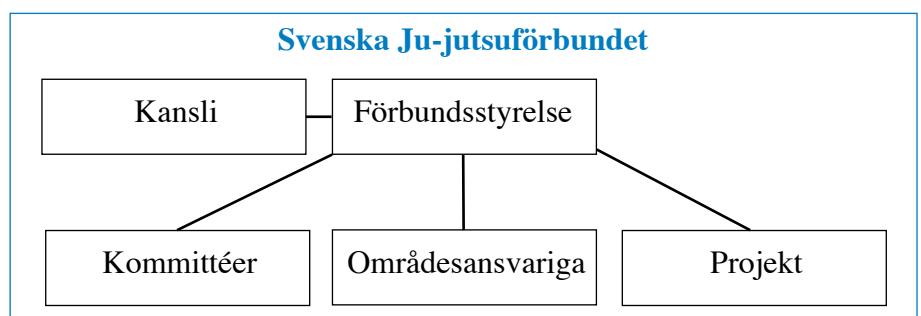 Svenska Ju-jutsuförbundet
Kansli
Förbundsstyrelse
Kommittéer
Områdesansvariga
Projekt